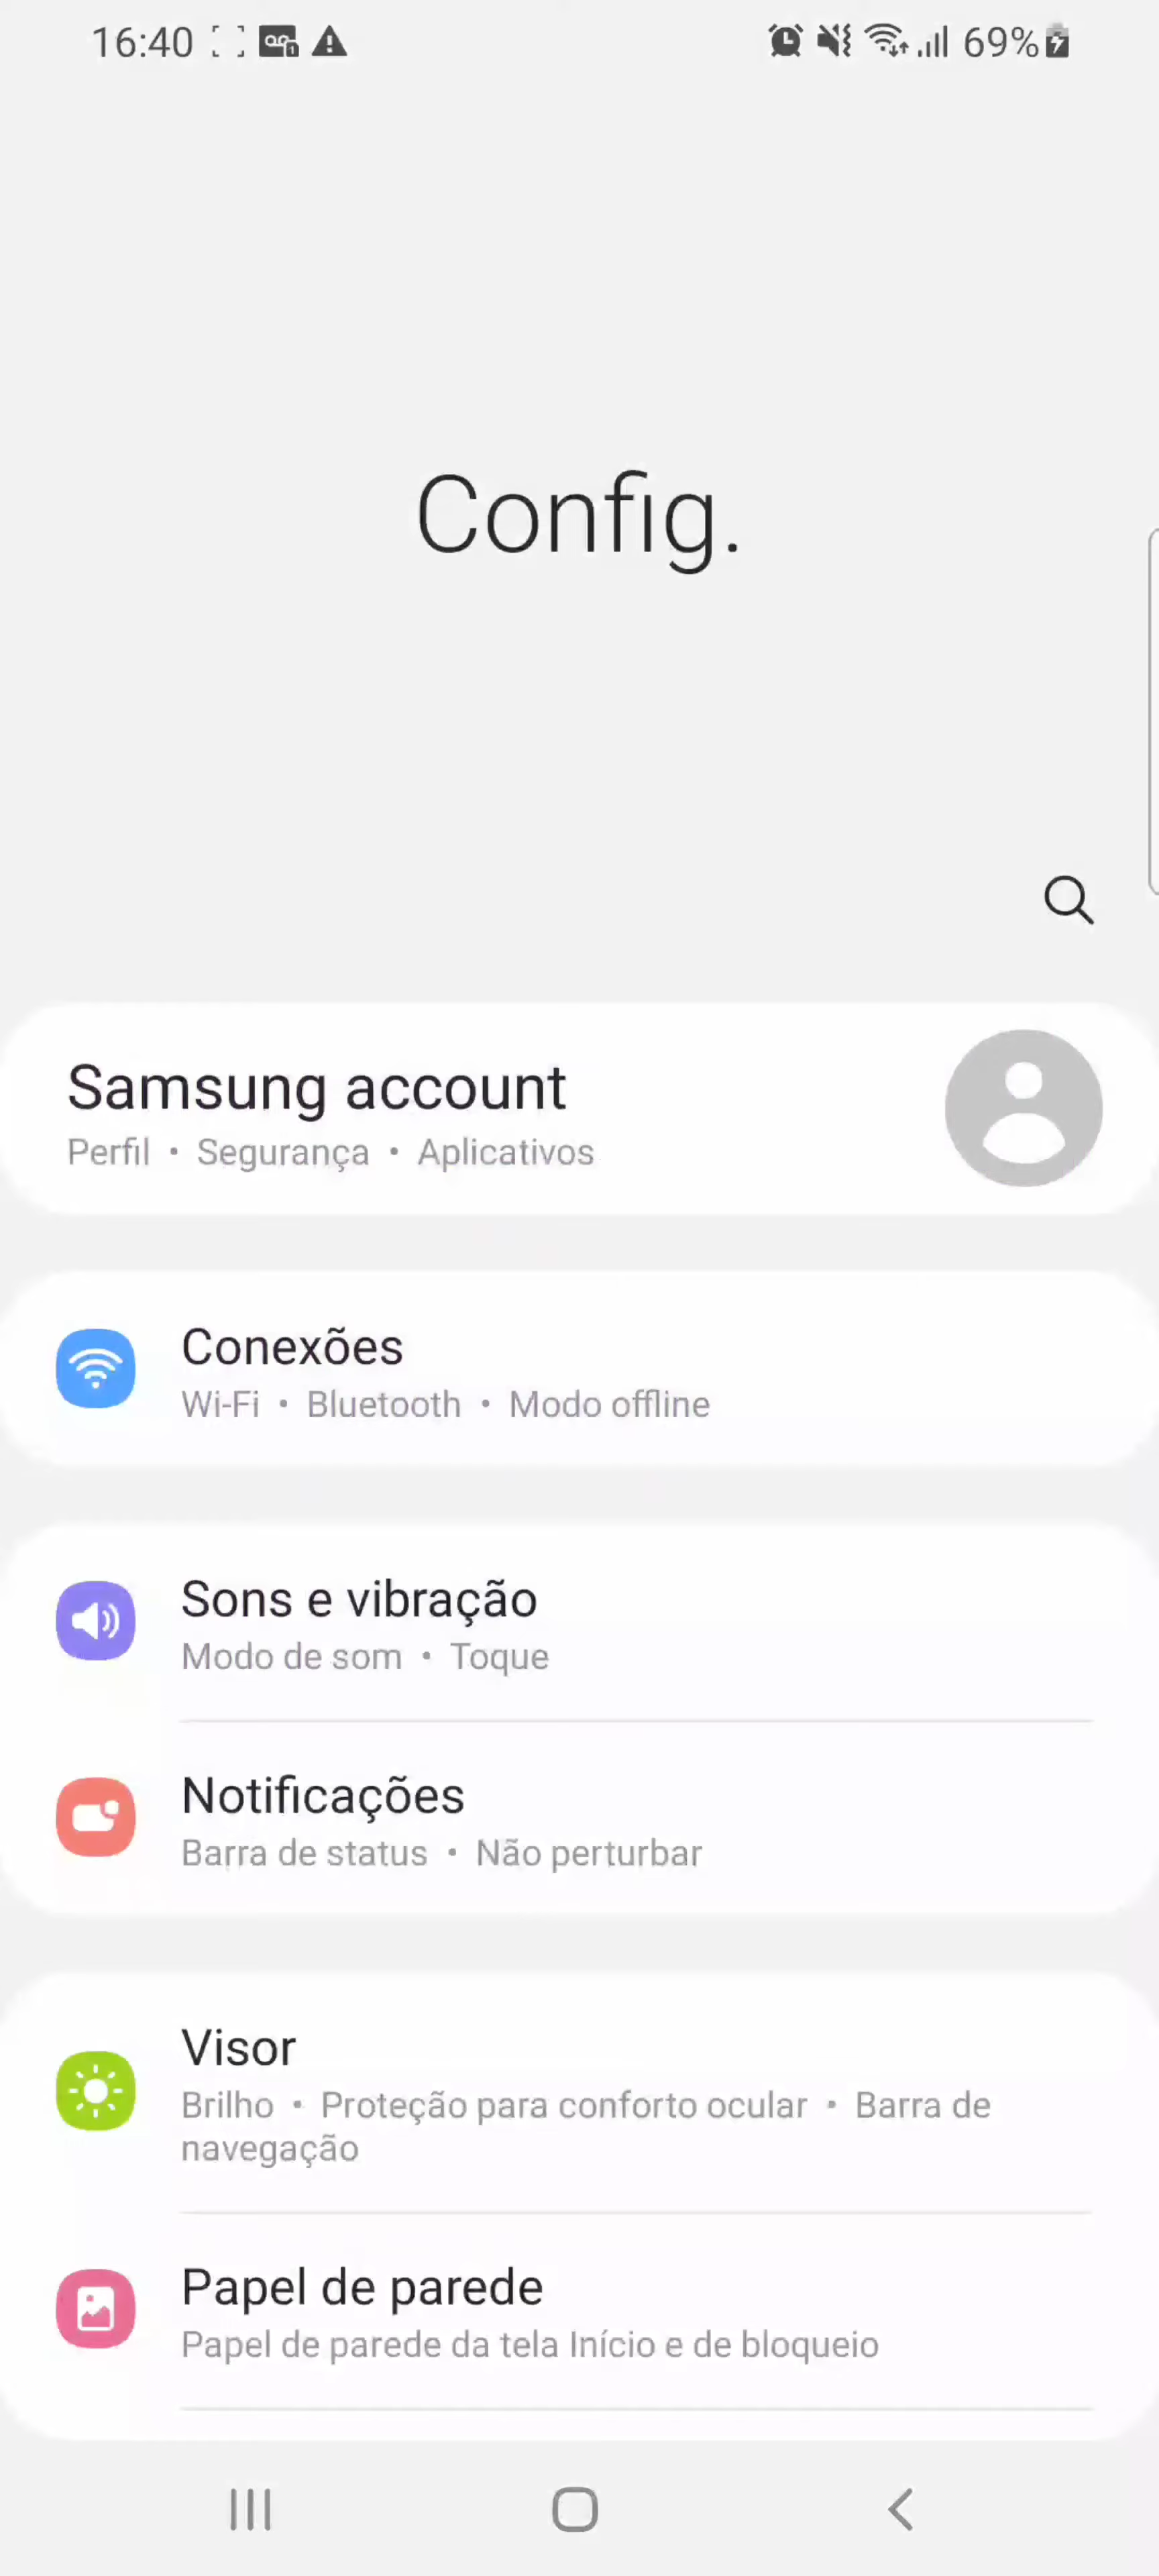 16:40 69%
Config.
Samsung account
Perfil • Segurança • Aplicativos
Conexões
Wi-Fi • Bluetooth • Modo offline
Sons e vibração
Modo de som • Toque
Notificações
Barra de status • Não perturbar
Visor
Brilho • Proteção para conforto ocular • Barra de
navegação
Papel de parede
Papel de parede da tela Início e de bloqueio